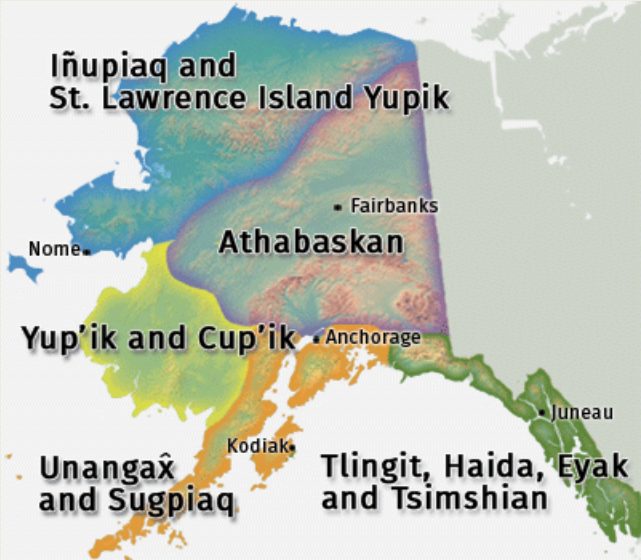 Iñupiaq and
St. Lawrence Island Yupik
Fairbanks
Athabaskan
Nome
Yup’ik and Cup’ik
Anchorage
Juneau
Kodiak
Unangax̂
and Sugpiaq
Tlingit, Haida, Eyak
and Tsimshian